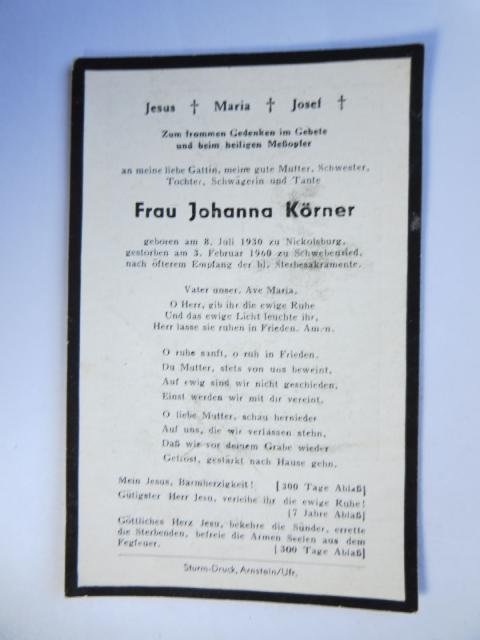 Jesus † Maria † Josef †
Zum frommen Gedenken im Gebete
und beim heiligen Meßopfer
an meine liebe Gattin, meine gute Mutter, Schwester,
Tochter, Schwägerin und Tante
Frau Johanna Körner
geboren am 8. Juli 1930 zu Nickolsburg,
gestorben am 3. Februar 1960 zu Schwebenried,
nach öfterem Empfang der hl. Sterbesakramente.
Vater unser, Ave Maria.
O Herr, gib ihr die ewige Ruhe
Und das ewige Licht leuchte ihr,
Herr lasse sie ruhen in Frieden. Amen.
O ruhe sanft, o ruh in Frieden,
Du Mutter, stets von uns beweint,
Auf ewig sind wir nicht geschieden,
Einst werden wir mit dir vereint.
O liebe Mutter, schau hernieder
Auf uns, die wir verlassen stehn,
Daß wir vor deinem Grabe wieder
Getrost, gestärkt nach Hause gehn.
Mein Jesus, Barmherzigkeit! [300 Tage Ablaß]
Gütigster Herr Jesu, verleihe ihr die ewige Ruhe!
[7 Jahre Ablaß]
Göttliches Herz Jesu, bekehre die Sünder, errette
die Sterbenden, befreie die Armen Seelen aus dem
Fegfeuer. [300 Tage Ablaß]
Sturm-Druck, Arnstein/Ufr.